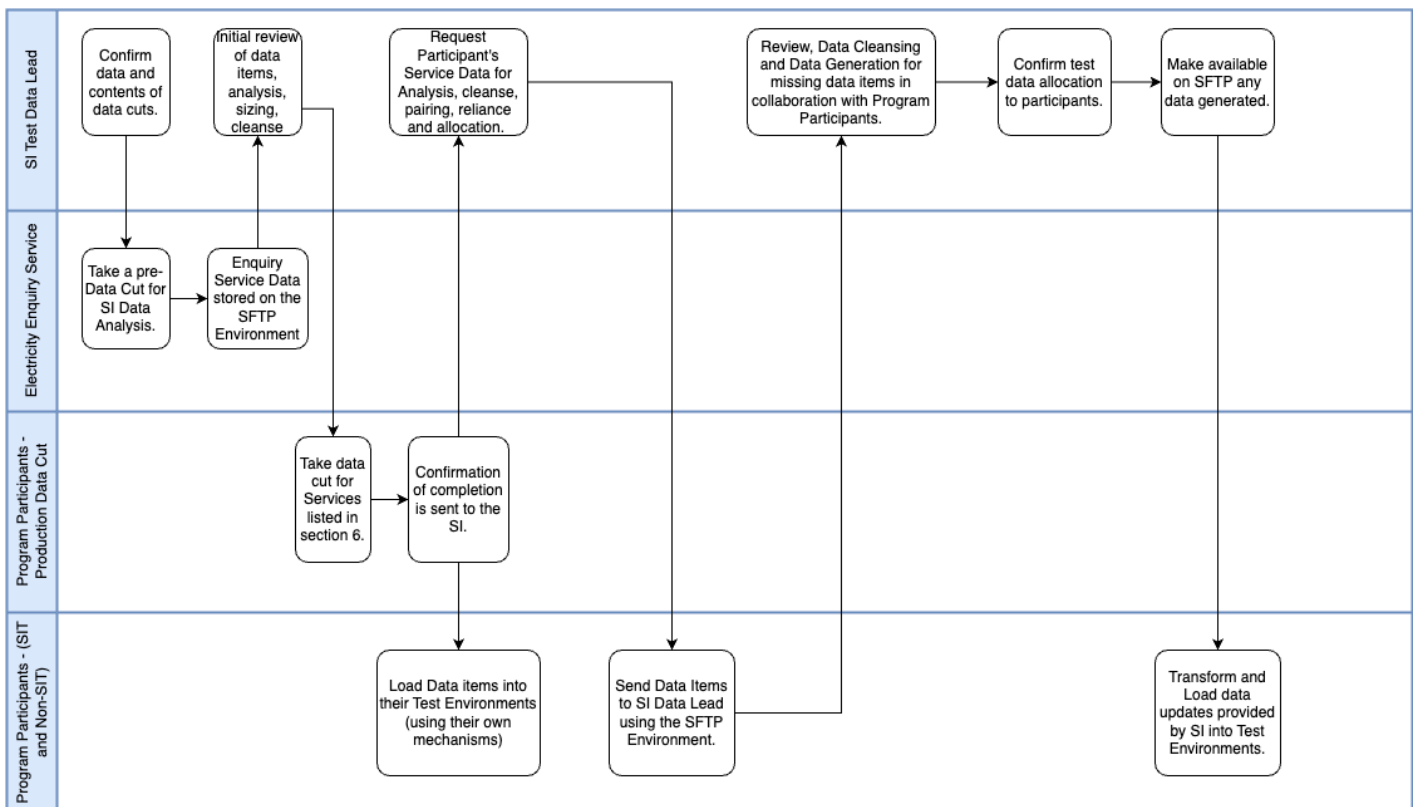 SI Test Data Lead
Confirm
data and
contents of
data cuts.
Initial review
of data
items,
analysis,
sizing,
cleanse
Request
Participant's
Service Data for
Analysis, cleanse,
pairing, reliance
and allocation.
Review, Data Cleansing
and Data Generation for
missing data items in
collaboration with Program
Participants.
Confirm test
data allocation
to participants.
Make available
on SFTP any
data generated.
Electricity Enquiry Service
Take a pre-
Data Cut for
SI Data
Analysis.
Enquiry
Service Data
stored on the
SFTP
Environment
Program Participants -
Production Data Cut
Take data
cut for
Services
listed in
section 6.
Confirmation
of completion
is sent to the
SI.
Program Participants - (SIT
and Non-SIT)
Load Data items into
their Test Environments
(using their own
mechanisms)
Send Data Items
to SI Data Lead
using the SFTP
Environment.
Transform and
Load data
updates provided
by SI into Test
Environments.